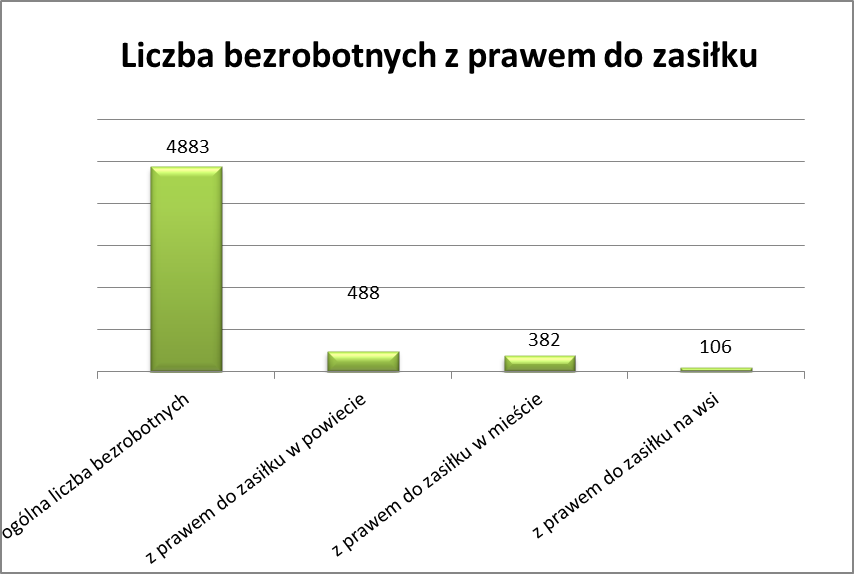 Liczba bezrobotnych z prawem do zasiłku
4883
488
382
106
ogólna liczba bezrobotnych
z prawem do zasiłku w powiecie
z prawem do zasiłku w mieście
z prawem do zasiłku na wsi